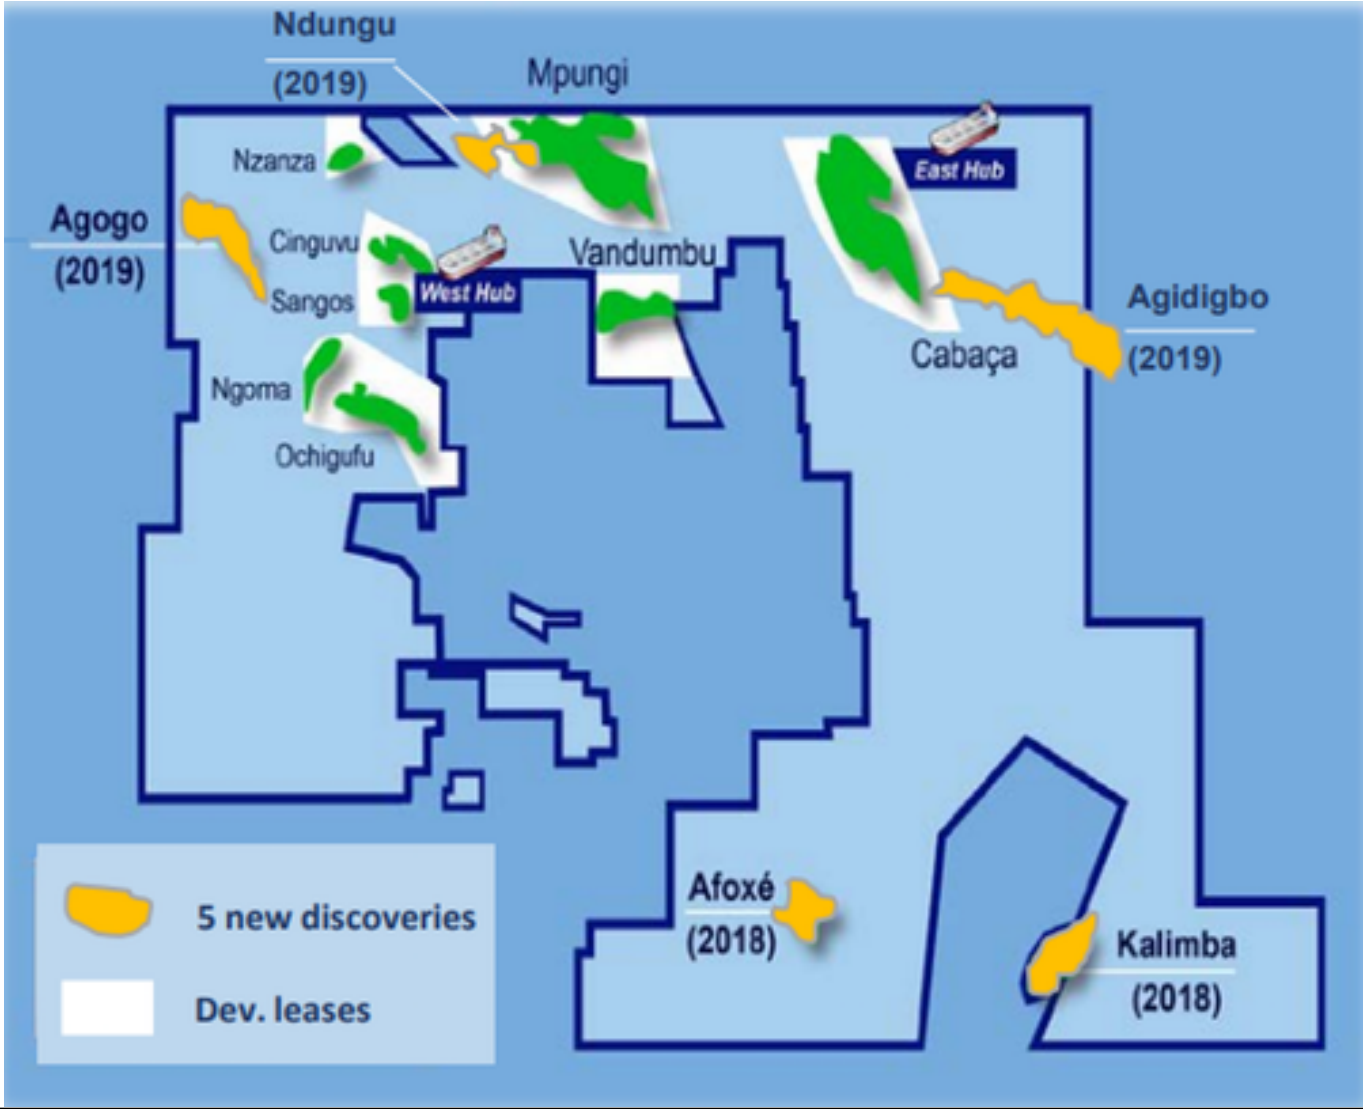 Ndungu
(2019)
Mpungi
Nzanza
East Hub
Agogo
(2019)
Cinguvu
Vandumbu
Sangos
West Hub
Agidigbo
(2019)
Cabaça
Ngoma
Ochigufu
Afoxé
(2018)
Kalimba
(2018)
5 new discoveries
Dev. leases